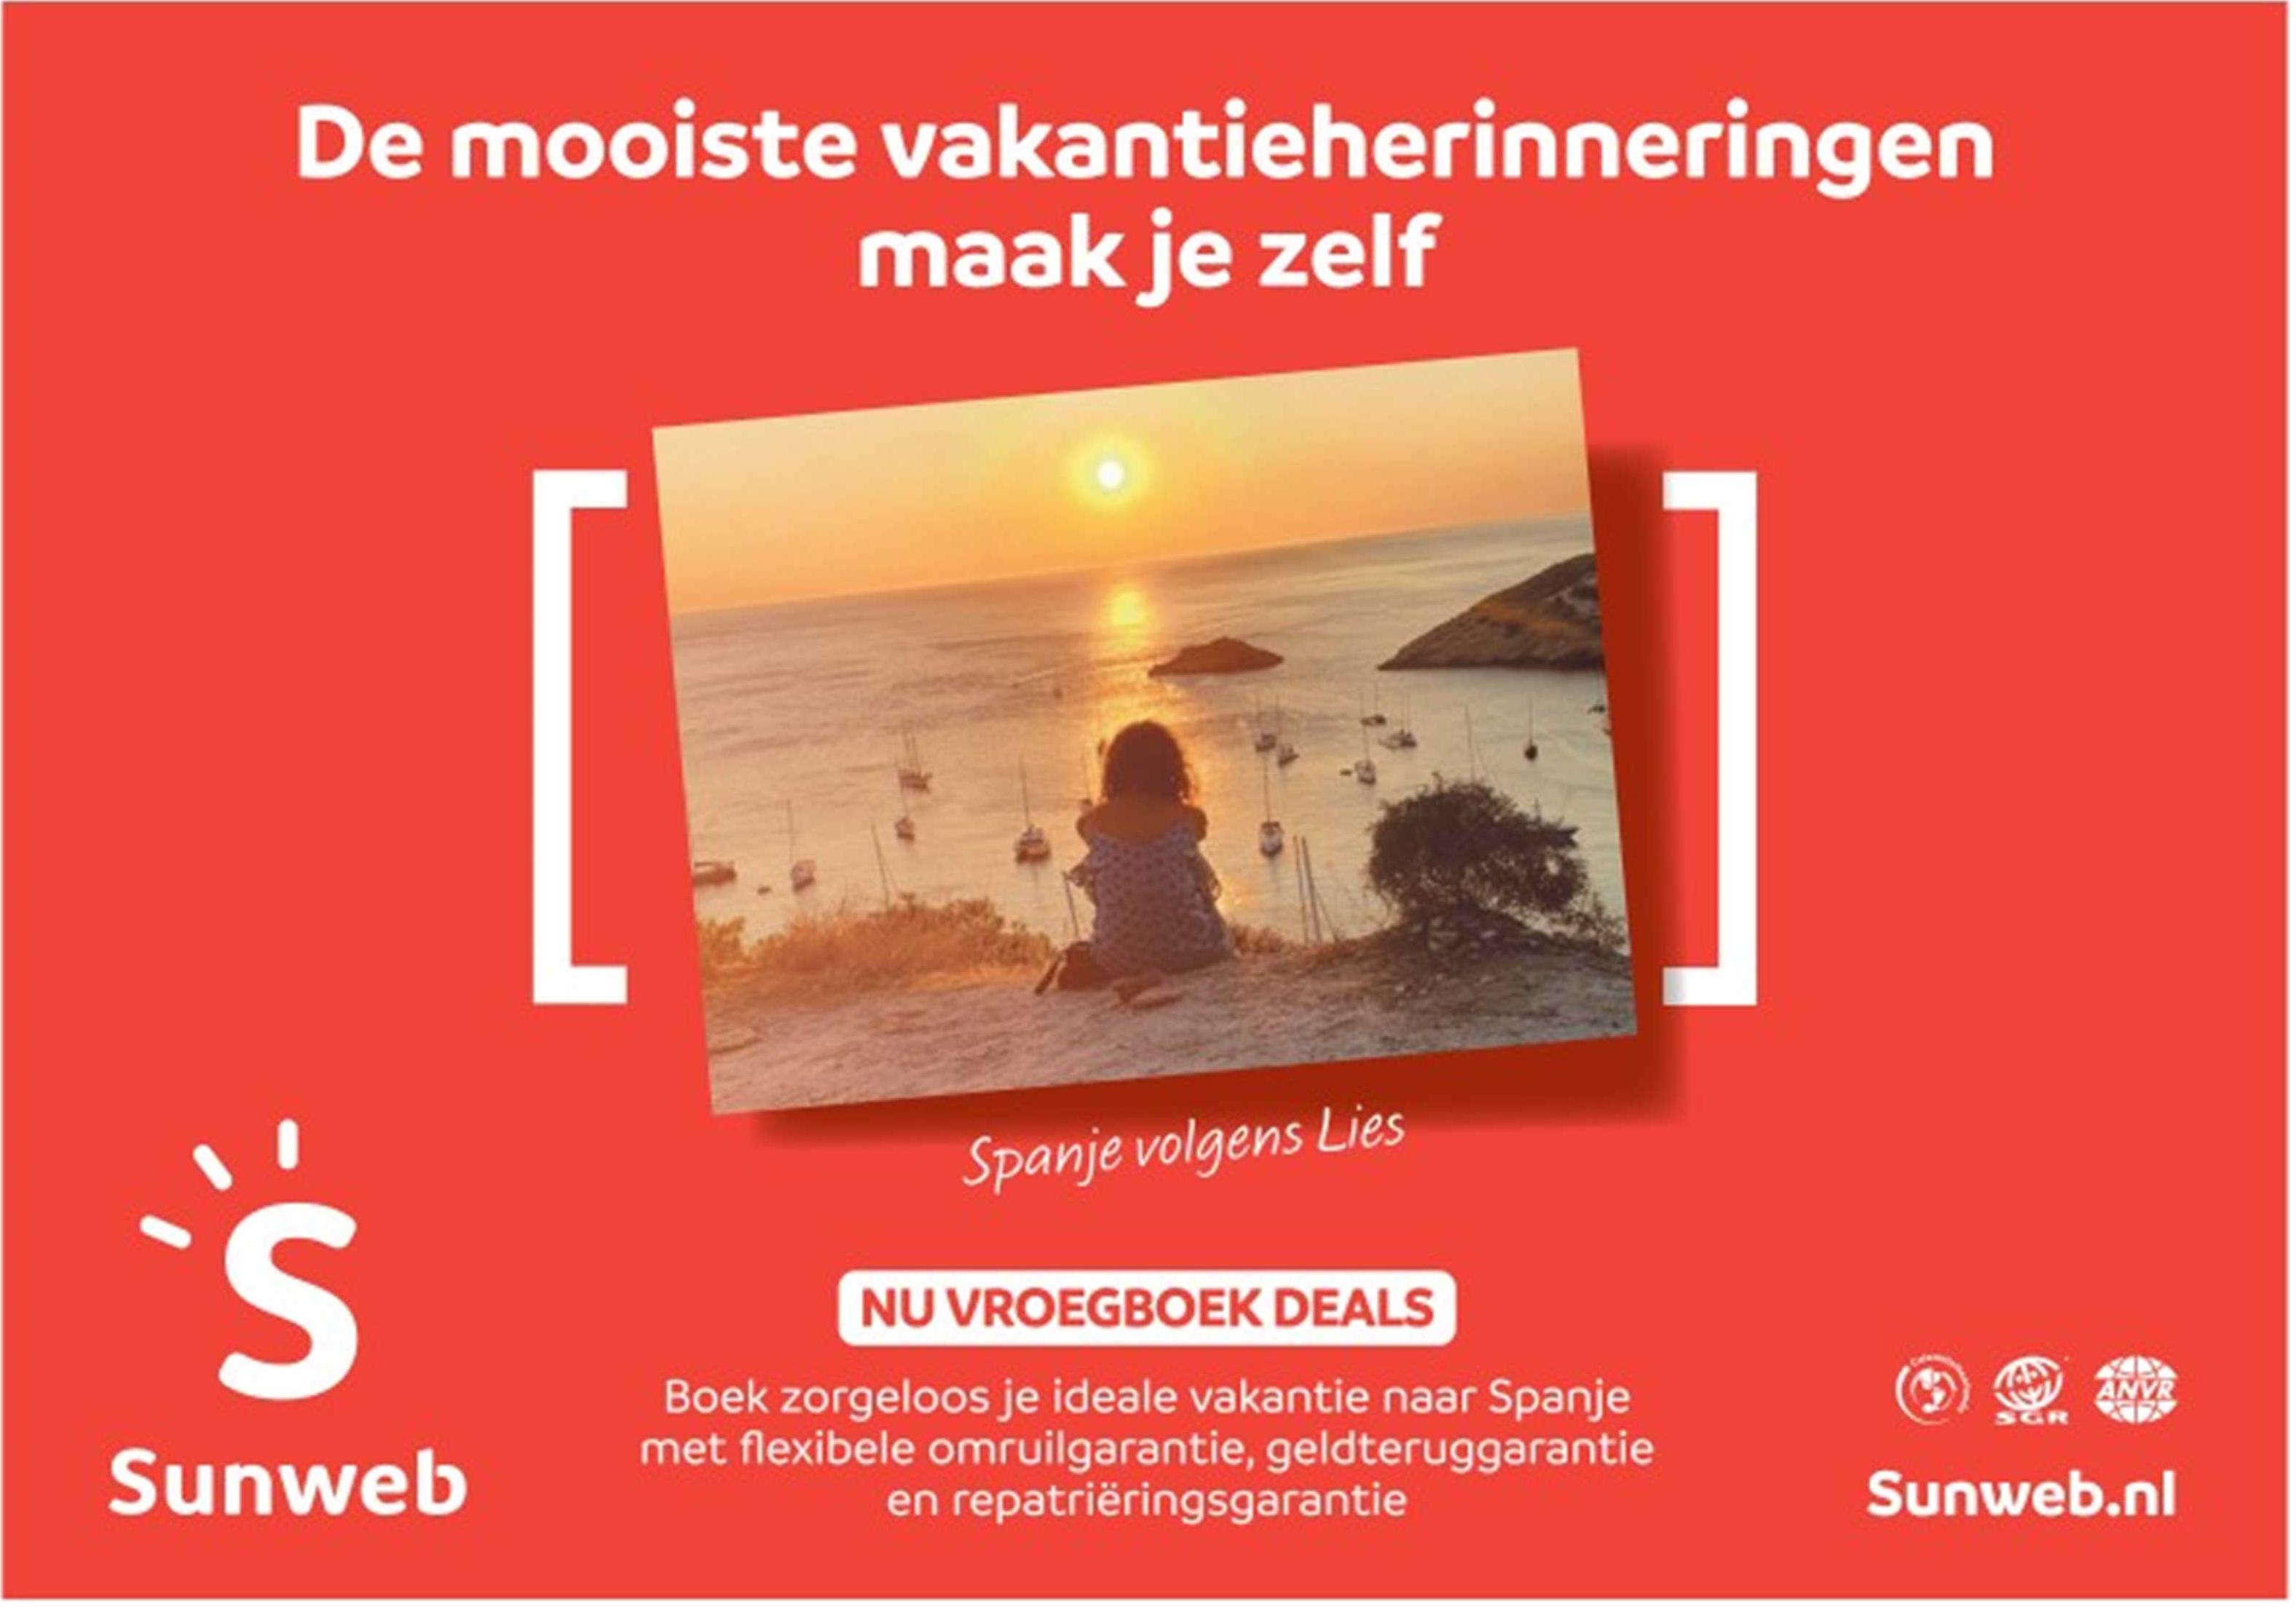 De mooiste vakantieherinneringen
maak je zelf
Spanje volgens Lies
NU VROEGBOEK DEALS
Boek zorgeloos je ideale vakantie naar Spanje
met flexibele omruilgarantie, geldteruggarantie
en repatriëringsgarantie
S
Sunweb
SGR
ANVR
Sunweb.nl